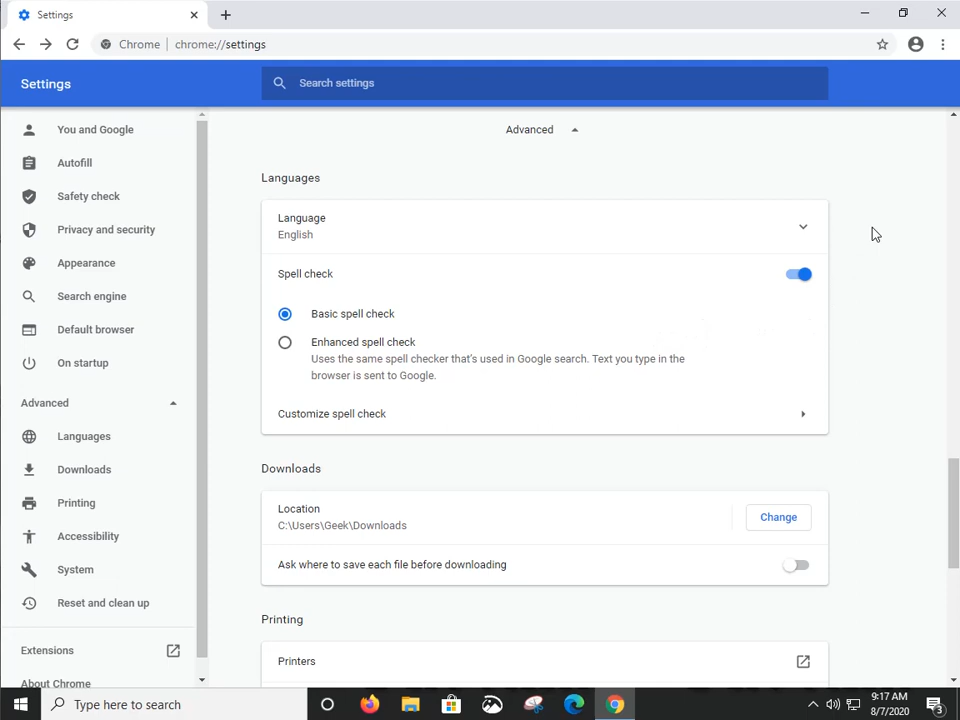 Settings
Chrome
chrome://settings
Settings
Search settings
You and Google
Autofill
Safety check
Privacy and security
Appearance
Search engine
Default browser
On startup
Advanced
Languages
Downloads
Printing
Accessibility
System
Reset and clean up
Extensions
About Chrome
Advanced
Languages
Language
English
Spell check
Basic spell check
Enhanced spell check
Uses the same spell checker that's used in Google search. Text you type in the
browser is sent to Google.
Customize spell check
Downloads
Location
C:\Users\Geek\Downloads
Change
Ask where to save each file before downloading
Printing
Printers
Type here to search
9:17 AM
8/7/2020
3